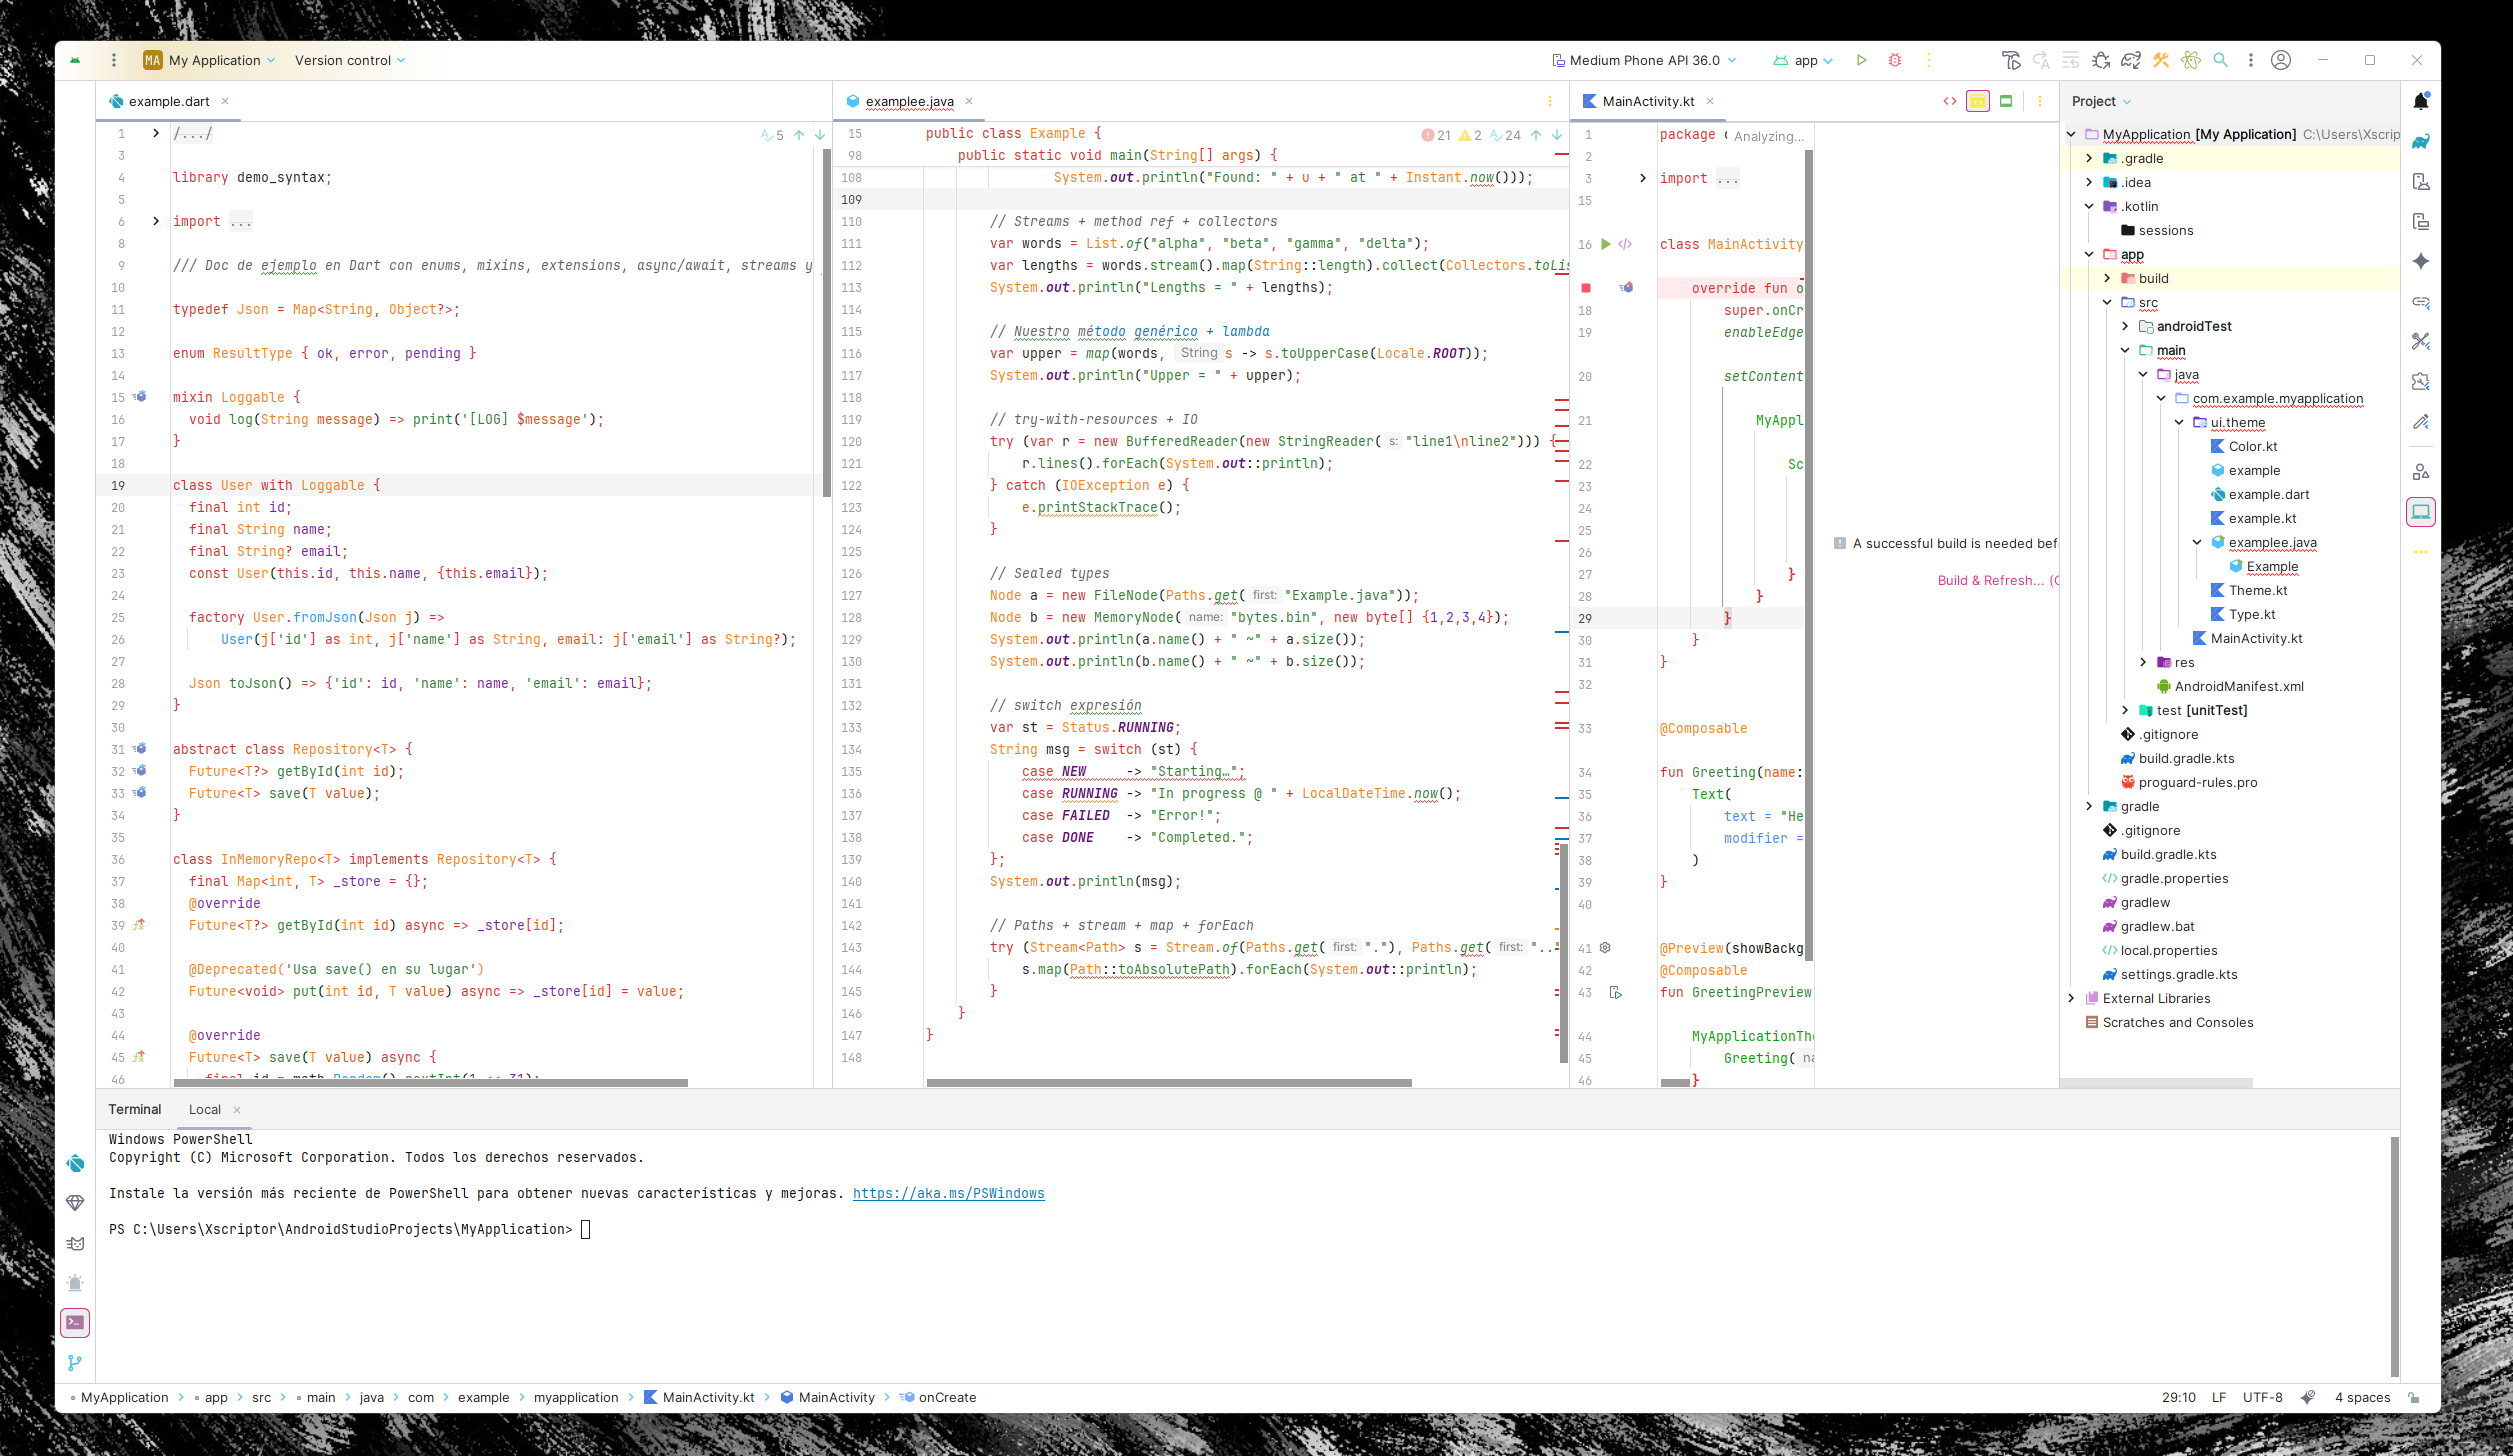 MA My Application
Version control
Medium Phone API 36.0
app
example.dart
5
1 /.../
3
4 library demo_syntax;
5
6 import ...
8
9 /// Doc de ejemplo en Dart con enums, mixins, extensions, async/await, streams y
10
11 typedef Json = Map<String, Object?>;
12
13 enum ResultType { ok, error, pending }
14
15 mixin Loggable {
16 void log(String message) => print('[LOG] $message');
17 }
18
19 class User with Loggable {
20 final int id;
21 final String name;
22 final String? email;
23 const User(this.id, this.name, {this.email});
24
25 factory User.fromJson(Json j) =>
26 User(j['id'] as int, j['name'] as String, email: j['email'] as String?);
27
28 Json toJson() => {'id': id, 'name': name, 'email': email};
29 }
30
31 abstract class Repository<T> {
32 Future<T?> getById(int id);
33 Future<T> save(T value);
34 }
35
36 class InMemoryRepo<T> implements Repository<T> {
37 final Map<int, T> _store = {};
38 @override
39 Future<T?> getById(int id) async => _store[id];
40
41 @Deprecated('Usa save() en su lugar')
42 Future<void> put(int id, T value) async => _store[id] = value;
43
44 @override
45 Future<T> save(T value) async {
46
examplee.java
21 2 24
15 public class Example {
98 public static void main(String[] args) {
108 System.out.println("Found: " + u + " at " + Instant.now()));
109
110 // Streams + method ref + collectors
111 var words = List.of("alpha", "beta", "gamma", "delta");
112 var lengths = words.stream().map(String::length).collect(Collectors.toLis
113 System.out.println("Lengths = " + lengths);
114
115 // Nuestro método genérico + lambda
116 var upper = map(words, String s -> s.toUpperCase(Locale.ROOT));
117 System.out.println("Upper = " + upper);
118
119 // try-with-resources + IO
120 try (var r = new BufferedReader(new StringReader( s: "line1\nline2"))) {
121 r.lines().forEach(System.out::println);
122 } catch (IOException e) {
123 e.printStackTrace();
124 }
125
126 // Sealed types
127 Node a = new FileNode(Paths.get( first: "Example.java"));
128 Node b = new MemoryNode( name: "bytes.bin", new byte[] {1,2,3,4});
129 System.out.println(a.name() + " ~" + a.size());
130 System.out.println(b.name() + " ~" + b.size());
131
132 // switch expresión
133 var st = Status.RUNNING;
134 String msg = switch (st) {
135 case NEW -> "Starting…";
136 case RUNNING -> "In progress @ " + LocalDateTime.now();
137 case FAILED -> "Error!";
138 case DONE -> "Completed.";
139 };
140 System.out.println(msg);
141
142 // Paths + stream + map + forEach
143 try (Stream<Path> s = Stream.of(Paths.get( first: "."), Paths.get( first: ".."
144 s.map(Path::toAbsolutePath).forEach(System.out::println);
145 }
146 }
147 }
148
MainActivity.kt
Analyzing...
1 package
2
3 import ...
15
16 class MainActivity
override fun o
18 super.onCr
19 enableEdge
20 setContent
21 MyAppl
22 Sc
23
24
25
26
27 }
28 }
29 }
30 }
31 }
32
33 @Composable
34 fun Greeting(name:
35 Text(
36 text = "He
37 modifier =
38 )
39 }
40
41 @Preview(showBackg
42 @Composable
43 fun GreetingPreview
44 MyApplicationThe
45 Greeting( na
46 }
A successful build is needed bef
Build & Refresh... (C
Project
MyApplication [My Application] C:\Users\Xscrip
.gradle
.idea
.kotlin
sessions
app
build
src
androidTest
main
java
com.example.myapplication
ui.theme
Color.kt
example
example.dart
example.kt
examplee.java
Example
Theme.kt
Type.kt
MainActivity.kt
res
AndroidManifest.xml
test [unitTest]
.gitignore
build.gradle.kts
proguard-rules.pro
gradle
.gitignore
build.gradle.kts
gradle.properties
gradlew
gradlew.bat
local.properties
settings.gradle.kts
External Libraries
Scratches and Consoles
Terminal Local
Windows PowerShell
Copyright (C) Microsoft Corporation. Todos los derechos reservados.
Instale la versión más reciente de PowerShell para obtener nuevas características y mejoras. https://aka.ms/PSWindows
PS C:\Users\Xscriptor\AndroidStudioProjects\MyApplication>
MyApplication > app > src > main > java > com > example > myapplication > MainActivity.kt > MainActivity > onCreate
29:10 LF UTF-8 4 spaces